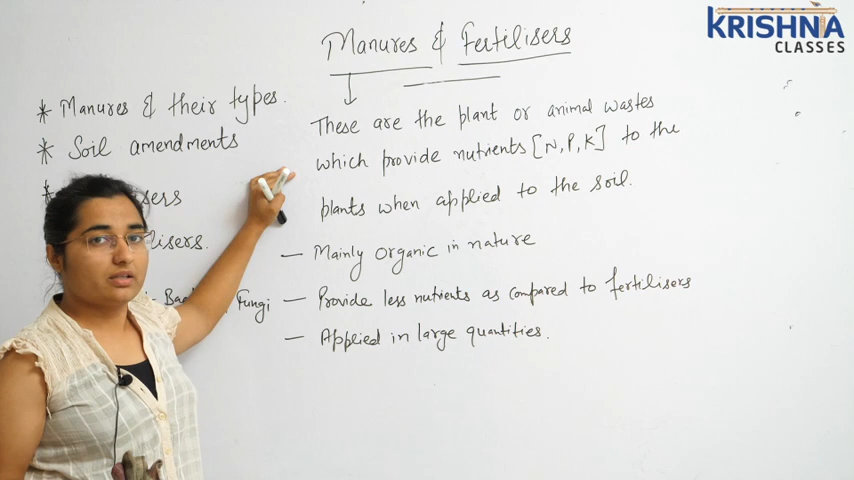 KRISHNA
CLASSES
Manures & Fertilisers
* Manures & their types.
* Soil amendments
*
These are the plant or animal wastes
which provide nutrients [N, P, K] to the
plants when applied to the soil.
— Mainly organic in nature
— Provide less nutrients as compared to fertilisers
— Applied in large quantities.
Fungi